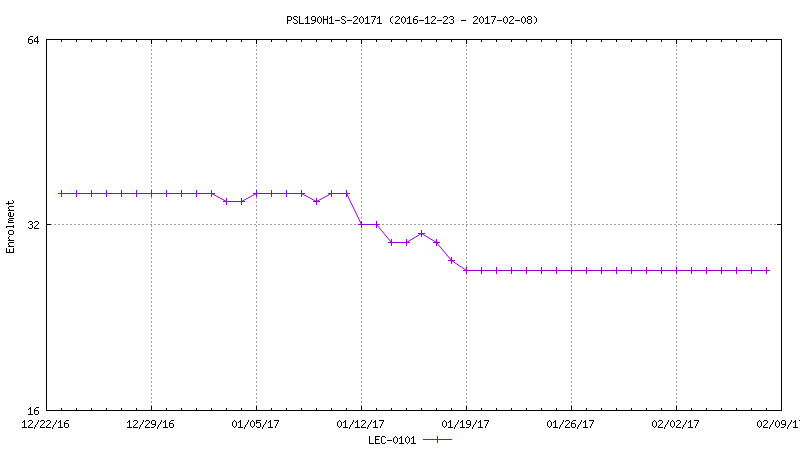 PSL190H1-S-20171 (2016-12-23 - 2017-02-08)
64
32
16
Enrolment
12/22/16 12/29/16 01/05/17 01/12/17 01/19/17 01/26/17 02/02/17 02/09/1
LEC-0101